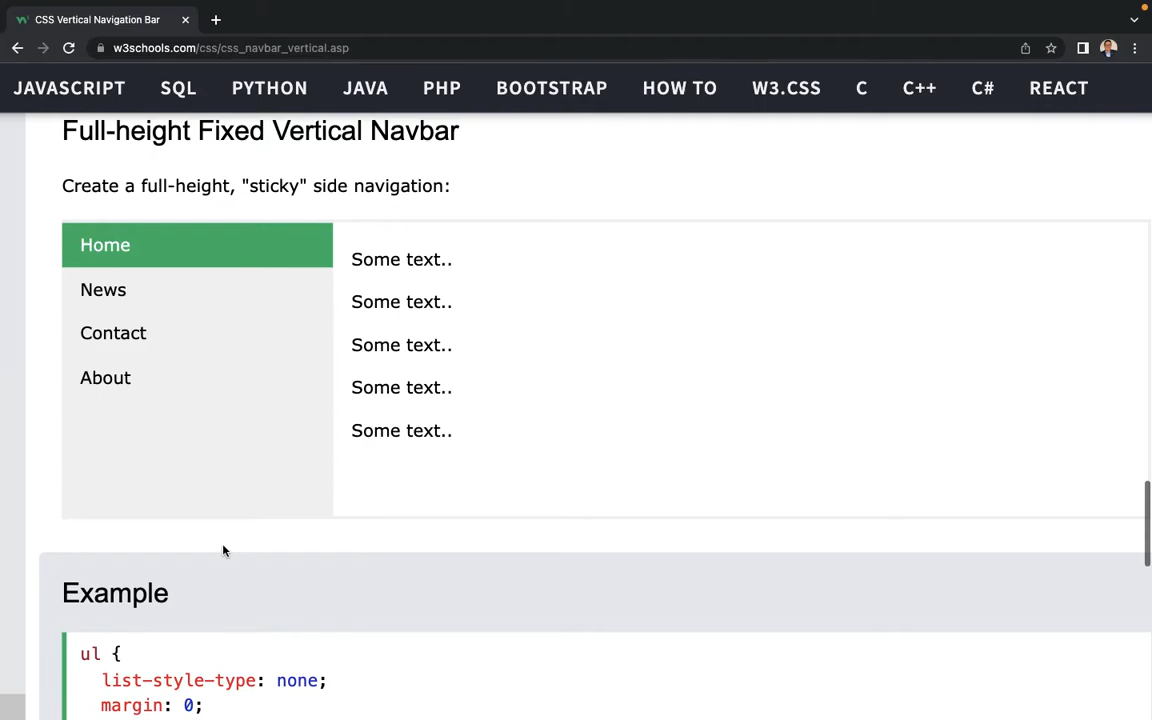 CSS Vertical Navigation Bar
w3schools.com/css/css_navbar_vertical.asp
JAVASCRIPT SQL PYTHON JAVA PHP BOOTSTRAP HOW TO W3.CSS C C++ C# REACT
Full-height Fixed Vertical Navbar
Create a full-height, "sticky" side navigation:
Home
News
Contact
About
Some text..
Some text..
Some text..
Some text..
Some text..
Example
ul {
list-style-type: none;
margin: 0;